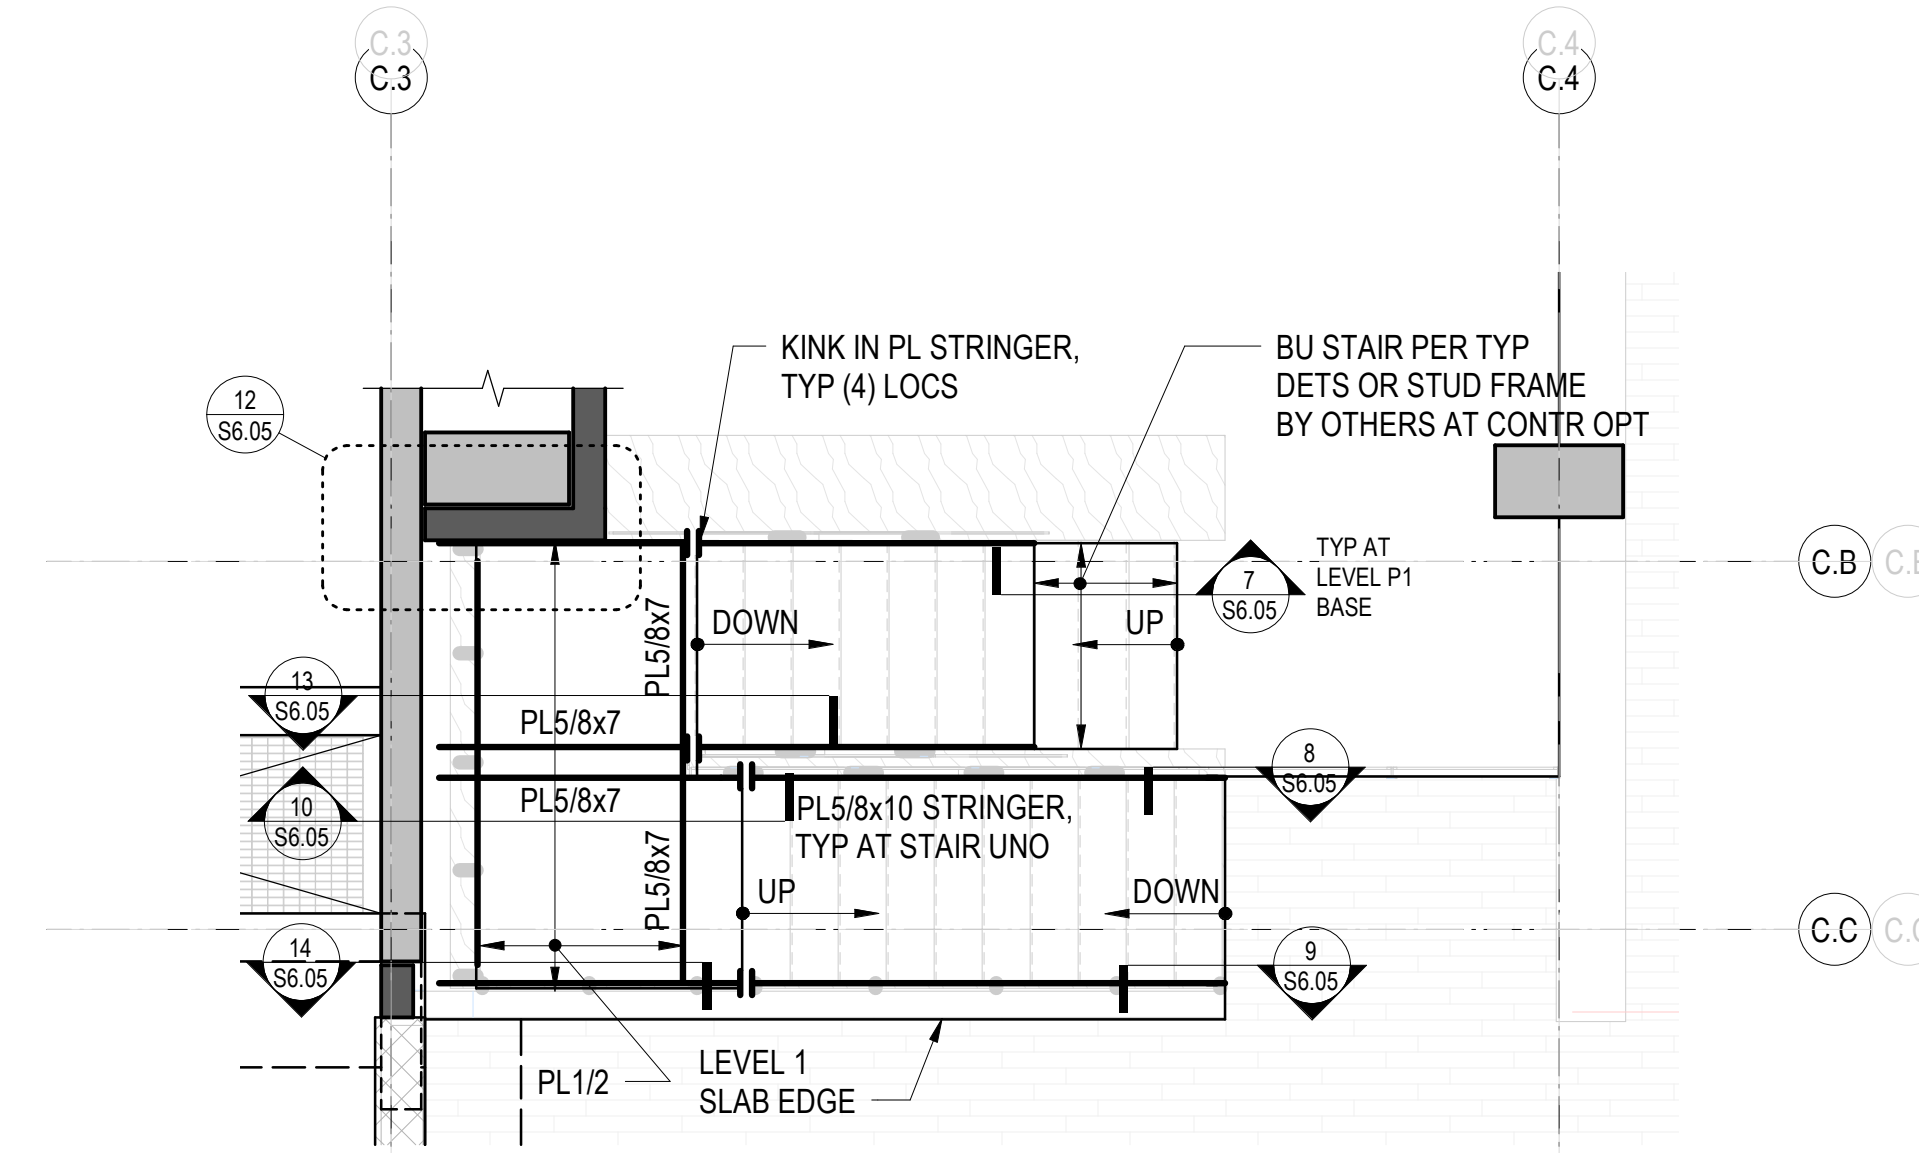 C.3
C.4
C.3
C.4
KINK IN PL STRINGER,
TYP (4) LOCS
BU STAIR PER TYP
DETS OR STUD FRAME
BY OTHERS AT CONTR OPT
12
S6.05
TYP AT
LEVEL P1
BASE
7
S6.05
C.B
DOWN
UP
PL5/8x7
13
S6.05
PL5/8x7
8
S6.05
10
S6.05
PL5/8x7
PL5/8x10 STRINGER,
TYP AT STAIR UNO
PL5/8x7
UP
DOWN
C.C
14
S6.05
9
S6.05
PL1/2
LEVEL 1
SLAB EDGE